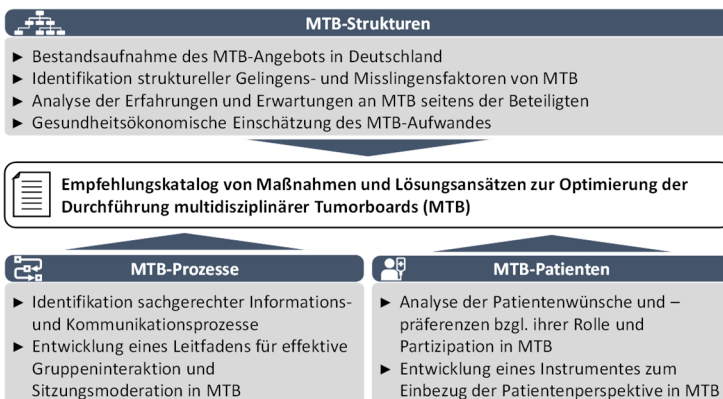 MTB-Strukturen
► Bestandsaufnahme des MTB-Angebots in Deutschland
► Identifikation struktureller Gelingens- und Misslingensfaktoren von MTB
► Analyse der Erfahrungen und Erwartungen an MTB seitens der Beteiligten
► Gesundheitsökonomische Einschätzung des MTB-Aufwandes
Empfehlungskatalog von Maßnahmen und Lösungsansätzen zur Optimierung der
Durchführung multidisziplinärer Tumorboards (MTB)
MTB-Prozesse
► Identifikation sachgerechter Informations-
und Kommunikationsprozesse
► Entwicklung eines Leitfadens für effektive
Gruppeninteraktion und
Sitzungsmoderation in MTB
MTB-Patienten
► Analyse der Patientenwünsche und –
präferenzen bzgl. ihrer Rolle und
Partizipation in MTB
► Entwicklung eines Instrumentes zum
Einbezug der Patientenperspektive in MTB